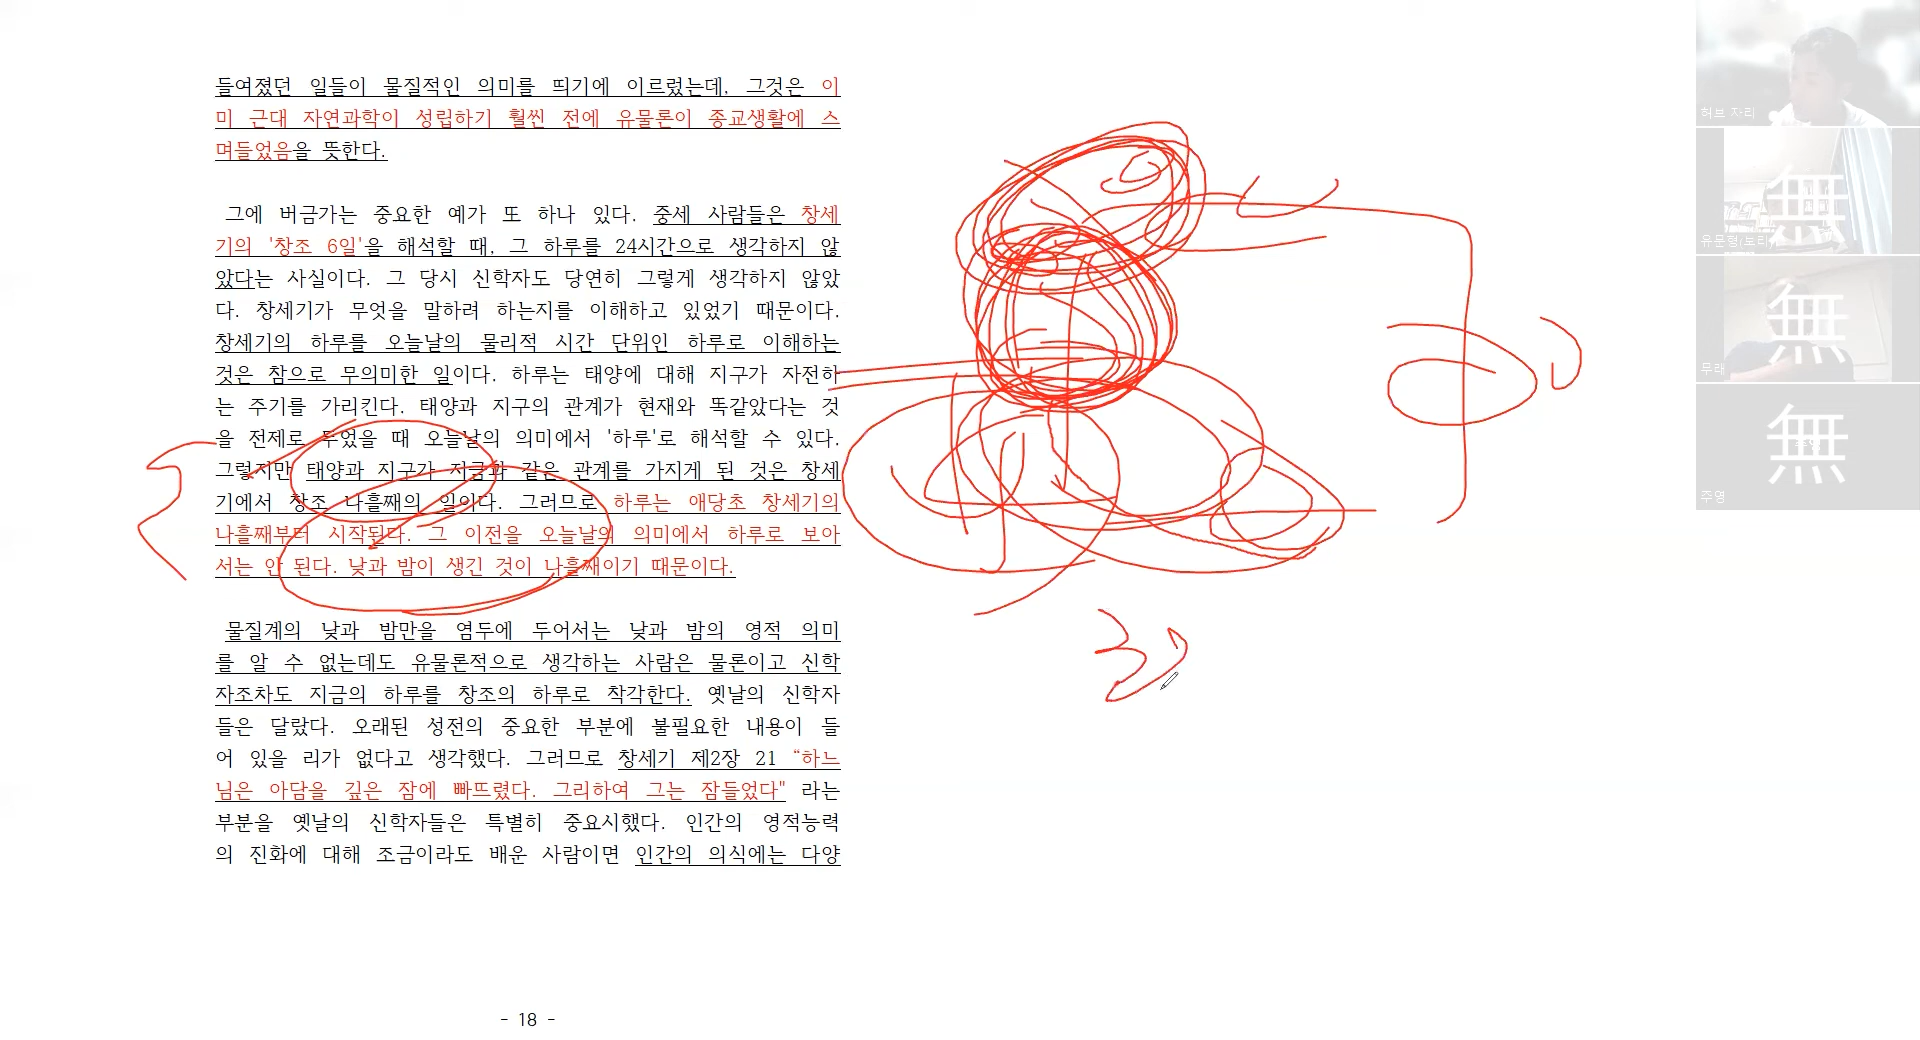 들여졌던 일들이 물질적인 의미를 띄기에 이르렀는데, 그것은 이
미 근대 자연과학이 성립하기 훨씬 전에 유물론이 종교생활에 스
며들었음을 뜻한다.
그에 버금가는 중요한 예가 또 하나 있다. 중세 사람들은 창세
기의 '창조 6일'을 해석할 때, 그 하루를 24시간으로 생각하지 않
았다는 사실이다. 그 당시 신학자도 당연히 그렇게 생각하지 않았
다. 창세기가 무엇을 말하려 하는지를 이해하고 있었기 때문이다.
창세기의 하루를 오늘날의 물리적 시간 단위인 하루로 이해하는
것은 참으로 무의미한 일이다. 하루는 태양에 대해 지구가 자전하
는 주기를 가리킨다. 태양과 지구의 관계가 현재와 똑같았다는 것
을 전제로 두었을 때 오늘날의 의미에서 '하루'로 해석할 수 있다.
그렇지만 태양과 지구가 지금과 같은 관계를 가지게 된 것은 창세
기에서 창조 나흘째의 일이다. 그러므로 하루는 애당초 창세기의
나흘째부터 시작된다. 그 이전을 오늘날의 의미에서 하루로 보아
서는 안 된다. 낮과 밤이 생긴 것이 나흘째이기 때문이다.
물질계의 낮과 밤만을 염두에 두어서는 낮과 밤의 영적 의미
를 알 수 없는데도 유물론적으로 생각하는 사람은 물론이고 신학
자조차도 지금의 하루를 창조의 하루로 착각한다. 옛날의 신학자
들은 달랐다. 오래된 성전의 중요한 부분에 불필요한 내용이 들
어 있을 리가 없다고 생각했다. 그러므로 창세기 제2장 21 “하느
님은 아담을 깊은 잠에 빠뜨렸다. 그리하여 그는 잠들었다" 라는
부분을 옛날의 신학자들은 특별히 중요시했다. 인간의 영적능력
의 진화에 대해 조금이라도 배운 사람이면 인간의 의식에는 다양
- 18 -
허브 자리
無
유문형(보리)
無
무래
無
주영